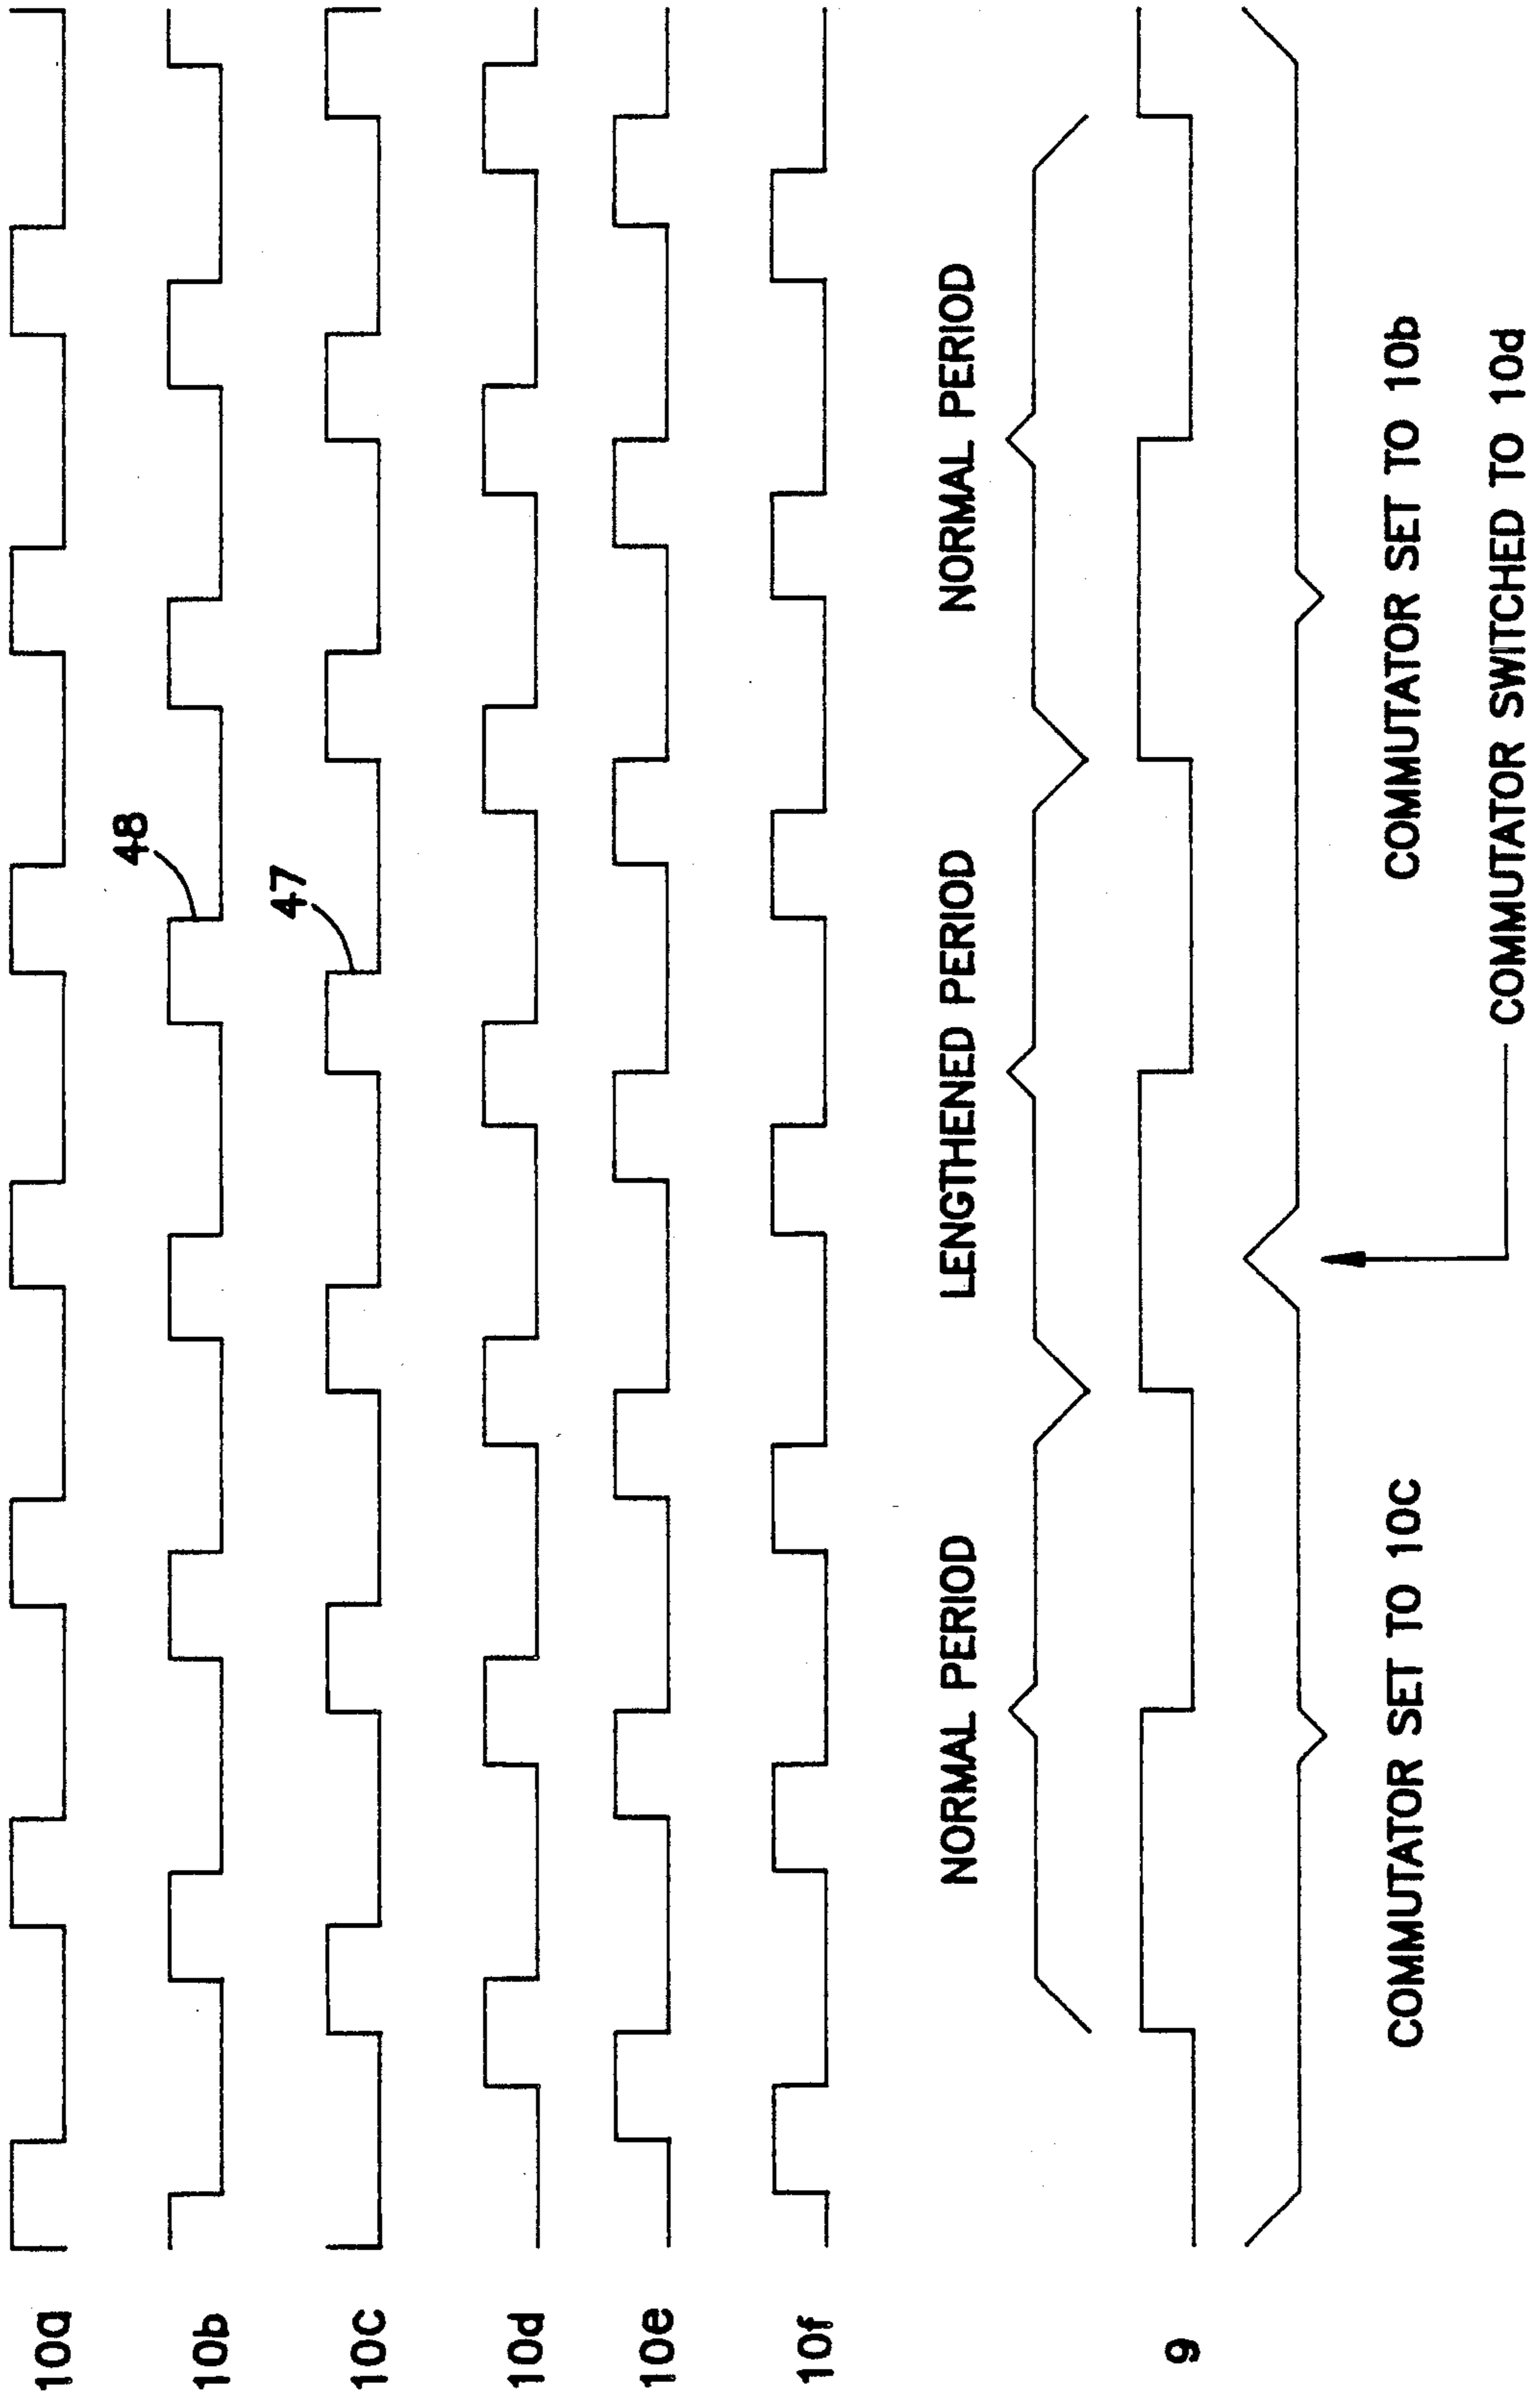 10a
10b
48
10C
47
10d
10e
10f
NORMAL PERIOD
LENGTHENED PERIOD
NORMAL PERIOD
9
COMMUTATOR SET TO 10C
COMMUTATOR SET TO 10b
COMMUTATOR SWITCHED TO 10d